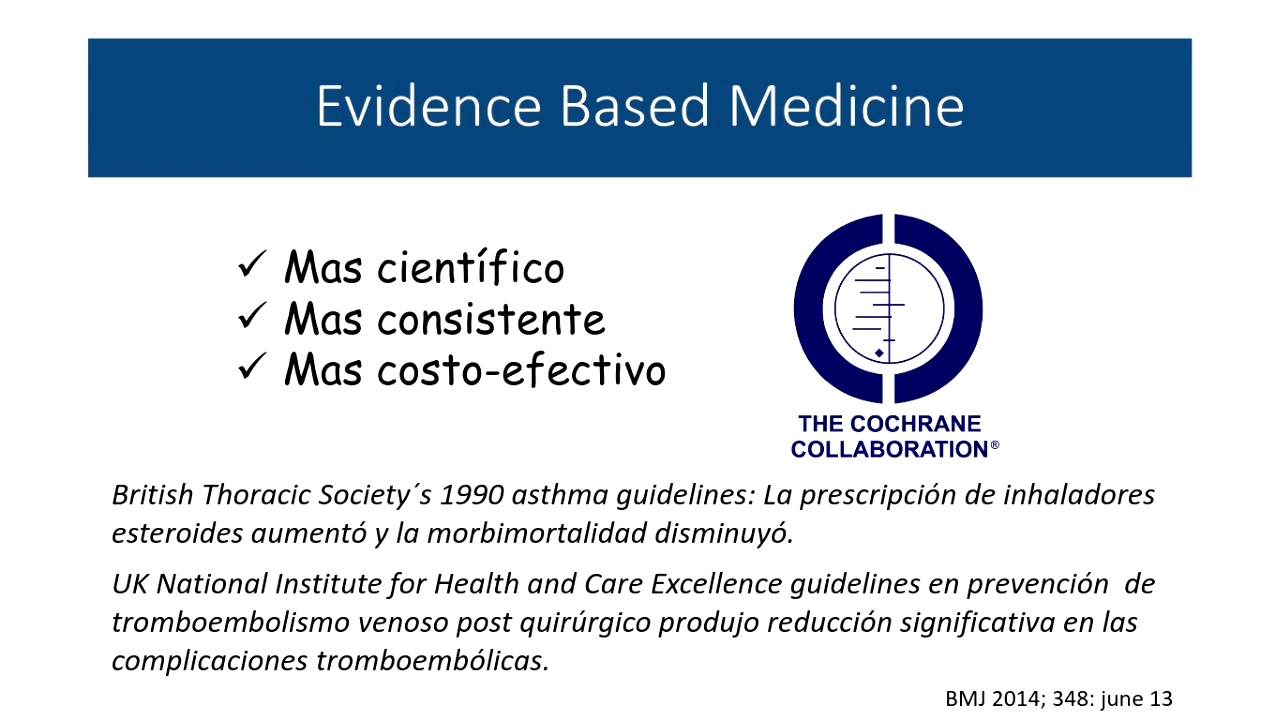 Evidence Based Medicine
✓ Mas científico
✓ Mas consistente
✓ Mas costo-efectivo
THE COCHRANE
COLLABORATION®
British Thoracic Society´s 1990 asthma guidelines: La prescripción de inhaladores
esteroides aumentó y la morbimortalidad disminuyó.
UK National Institute for Health and Care Excellence guidelines en prevención de
tromboembolismo venoso post quirúrgico produjo reducción significativa en las
complicaciones tromboembólicas.
BMJ 2014; 348: june 13